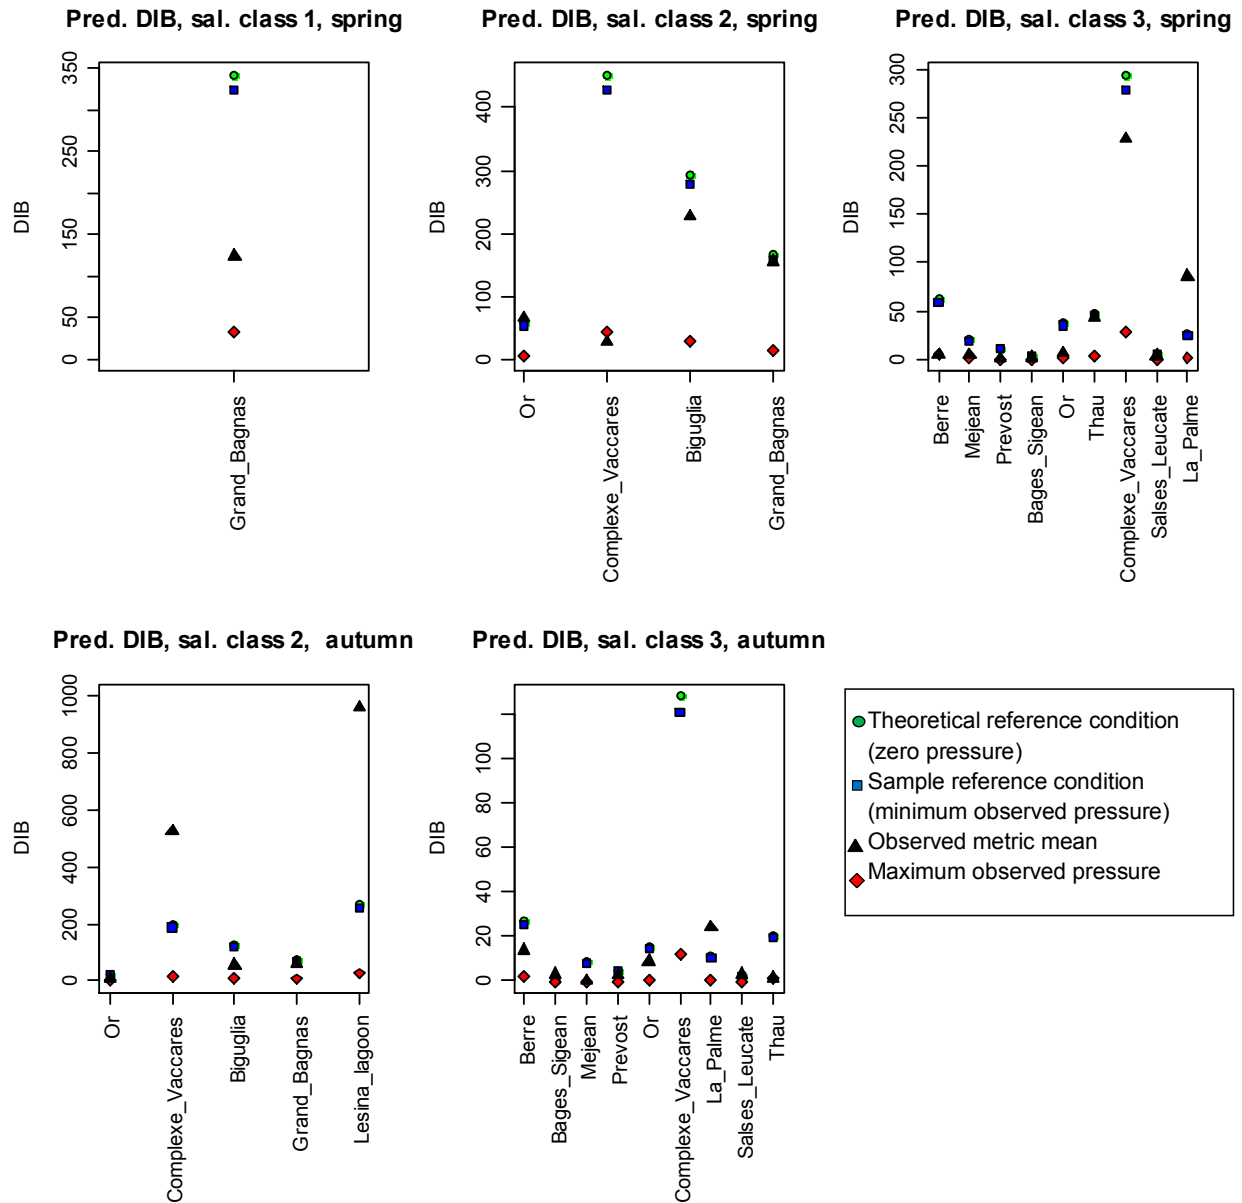 Pred. DIB, sal. class 1, spring
DIB
0
50
150
250
350
Grand_Bagnas
Pred. DIB, sal. class 2, spring
DIB
0
100
200
300
400
Or
Complexe_Vaccares
Biguglia
Grand_Bagnas
Pred. DIB, sal. class 3, spring
DIB
0
50
100
150
200
250
300
Berre
Mejean
Prevost
Bages_Sigean
Or
Thau
Complexe_Vaccares
Salses_Leucate
La_Palme
Pred. DIB, sal. class 2, autumn
DIB
0
200
400
600
800
1000
Or
Complexe_Vaccares
Biguglia
Grand_Bagnas
Lesina_lagoon
Pred. DIB, sal. class 3, autumn
DIB
0
20
40
60
80
100
Berre
Bages_Sigean
Mejean
Prevost
Or
Complexe_Vaccares
La_Palme
Salses_Leucate
Thau
Theoretical reference condition
(zero pressure)
Sample reference condition
(minimum observed pressure)
Observed metric mean
Maximum observed pressure